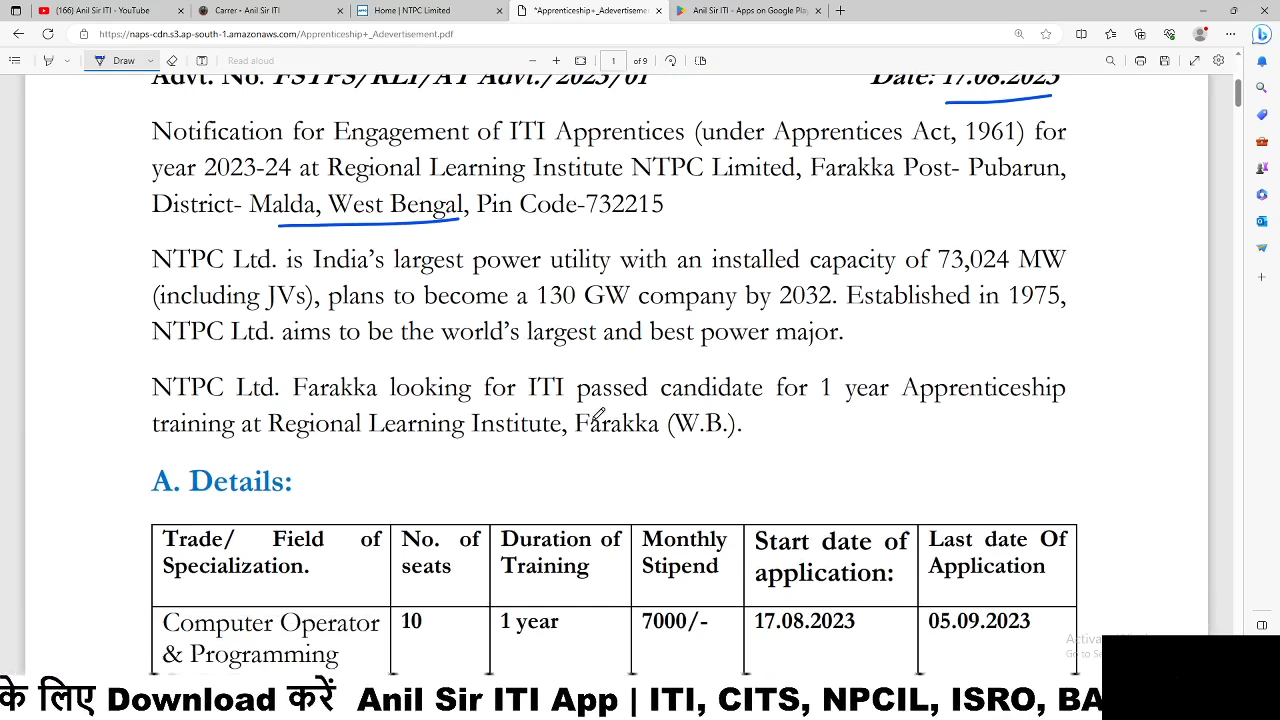 (166) Anil Sir ITI - YouTube
Carrer - Anil Sir ITI
Home | NTPC Limited
*Apprenticeship+_Adevertisemen
Anil Sir ITI - Apps on Google Play
https://naps-cdn.s3.ap-south-1.amazonaws.com/Apprenticeship+_Adevertisement.pdf
Draw
Read aloud
1 of 9
Advt. No. FSTPS/RLI/AT Advt./2023/01 Date: 17.08.2023
Notification for Engagement of ITI Apprentices (under Apprentices Act, 1961) for
year 2023-24 at Regional Learning Institute NTPC Limited, Farakka Post- Pubarun,
District- Malda, West Bengal, Pin Code-732215
NTPC Ltd. is India’s largest power utility with an installed capacity of 73,024 MW
(including JVs), plans to become a 130 GW company by 2032. Established in 1975,
NTPC Ltd. aims to be the world’s largest and best power major.
NTPC Ltd. Farakka looking for ITI passed candidate for 1 year Apprenticeship
training at Regional Learning Institute, Farakka (W.B.).
A. Details:
Trade/ Field of Specialization.
No. of seats
Duration of Training
Monthly Stipend
Start date of application:
Last date Of Application
Computer Operator & Programming
10
1 year
7000/-
17.08.2023
05.09.2023
के लिए Download करें Anil Sir ITI App | ITI, CITS, NPCIL, ISRO, BA